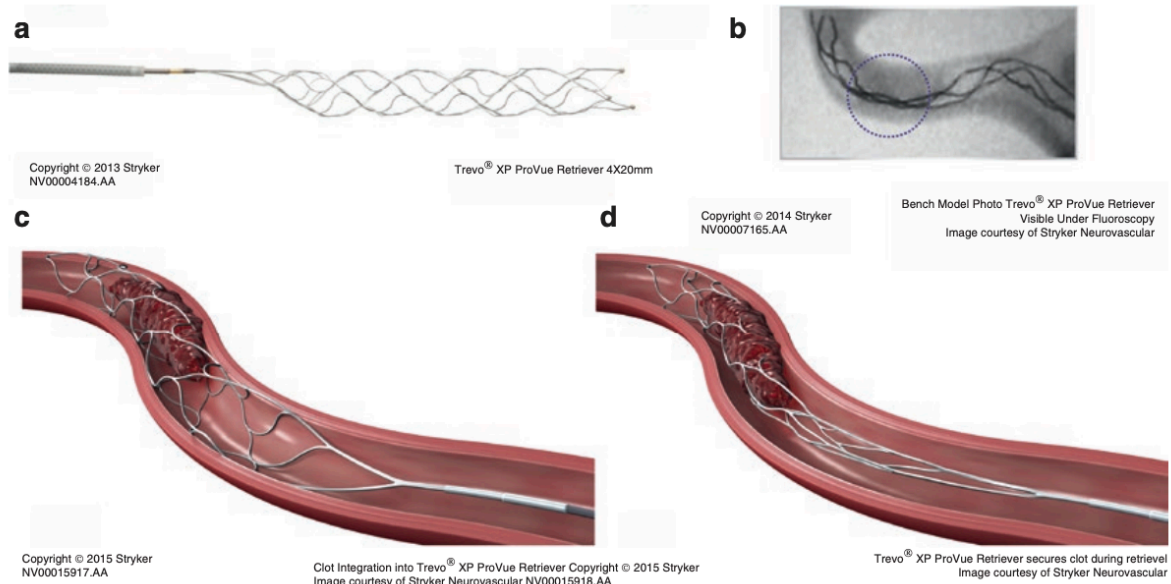 a
b
Copyright © 2013 Stryker
NV00004184.AA
Trevo® XP ProVue Retriever 4X20mm
c
d
Copyright © 2014 Stryker
NV00007165.AA
Bench Model Photo Trevo® XP ProVue Retriever
Visible Under Fluoroscopy
Image courtesy of Stryker Neurovascular
Copyright © 2015 Stryker
NV00015917.AA
Clot Integration into Trevo® XP ProVue Retriever Copyright © 2015 Stryker
Image courtesy of Stryker Neurovascular NV00015918.AA
Trevo® XP ProVue Retriever secures clot during retrievel
Image courtesy of Stryker Neurovascular